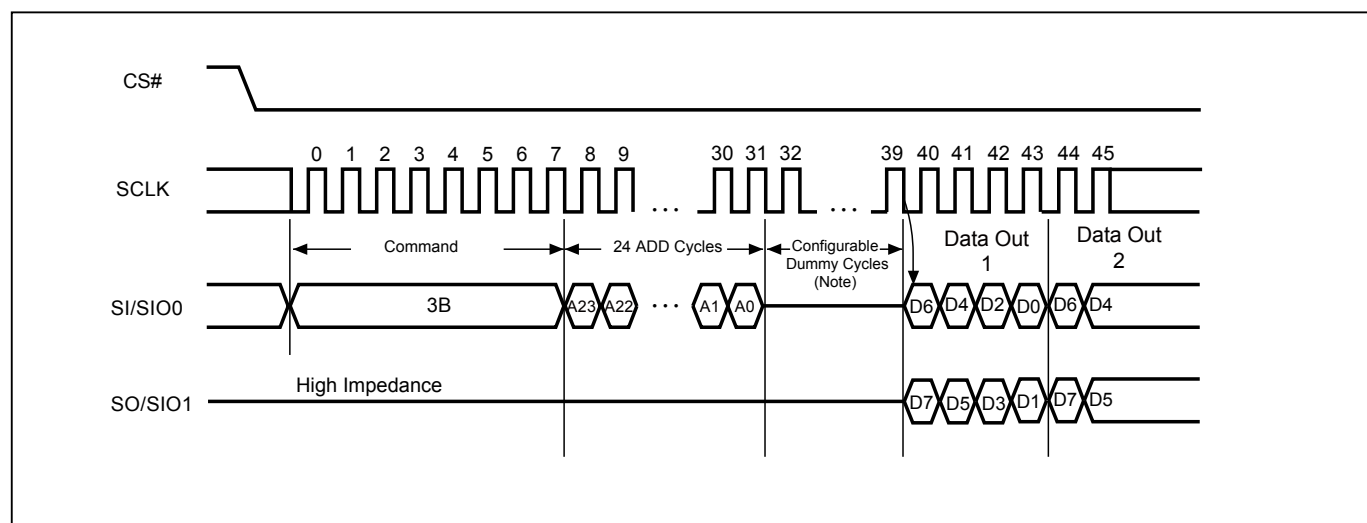 CS#
SCLK
0 1 2 3 4 5 6 7 8 9 30 31 32 39 40 41 42 43 44 45
... ...
Command
24 ADD Cycles
Configurable
Dummy Cycles
(Note)
Data Out
1
Data Out
2
SI/SIO0
3B
A23 A22 ... A1 A0
D6 D4 D2 D0 D6 D4
High Impedance
SO/SIO1
D7 D5 D3 D1 D7 D5